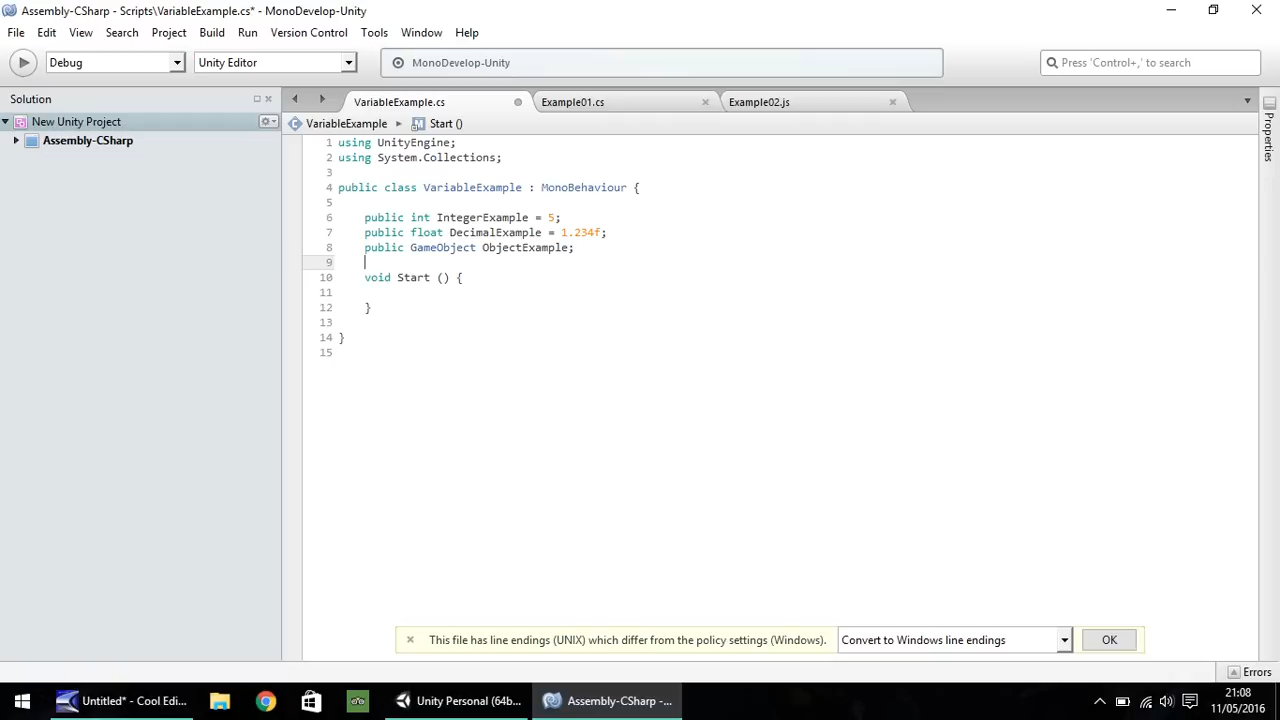 Assembly-CSharp - Scripts\VariableExample.cs* - MonoDevelop-Unity
File Edit View Search Project Build Run Version Control Tools Window Help
Debug Unity Editor MonoDevelop-Unity Press 'Control+,' to search
Solution VariableExample.cs Example01.cs Example02.js
New Unity Project VariableExample Start ()
Assembly-CSharp
Properties
1 using UnityEngine;
2 using System.Collections;
3
4 public class VariableExample : MonoBehaviour {
5
6 public int IntegerExample = 5;
7 public float DecimalExample = 1.234f;
8 public GameObject ObjectExample;
9
10 void Start () {
11
12 }
13
14 }
15
This file has line endings (UNIX) which differ from the policy settings (Windows). Convert to Windows line endings OK
Errors
Untitled* - Cool Edi... Unity Personal (64b... Assembly-CSharp -... 21:08
11/05/2016